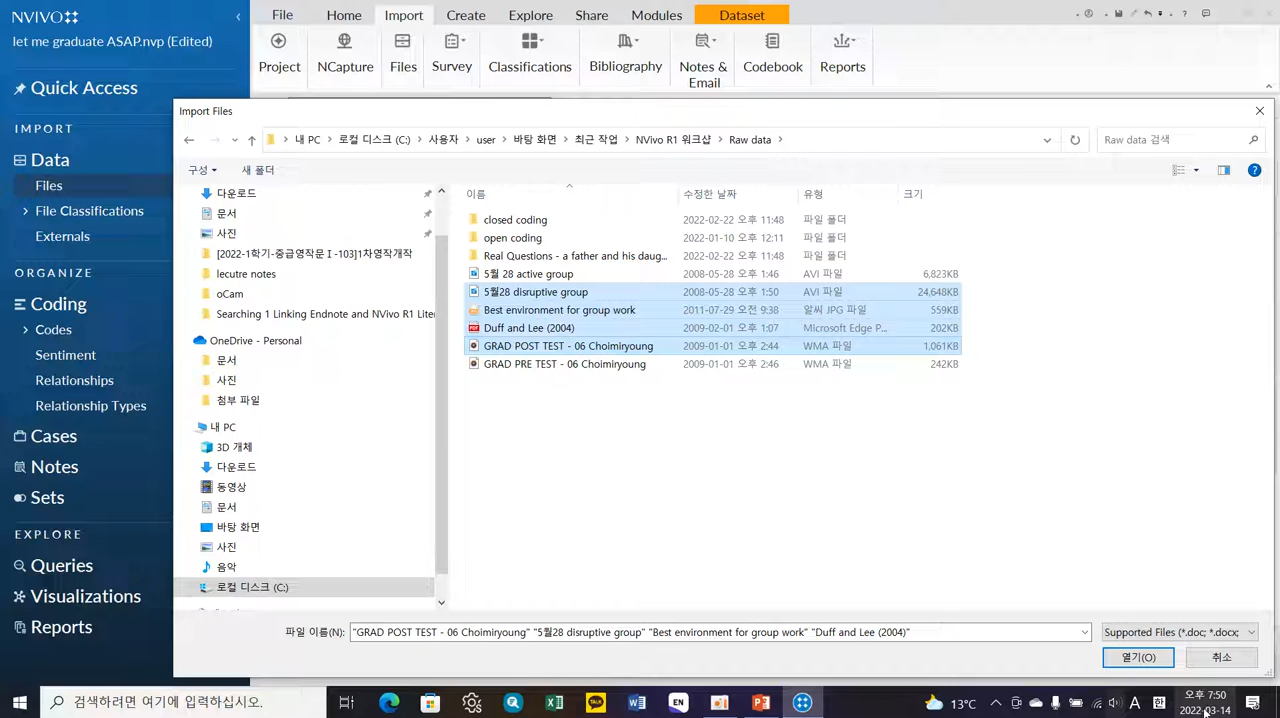 NVIVO
File Home Import Create Explore Share Modules Dataset
let me graduate ASAP.nvp (Edited)
Project NCapture Files Survey Classifications Bibliography Notes & Email Codebook Reports
Quick Access
IMPORT
Data
Files
File Classifications
Externals
ORGANIZE
Coding
Codes
Sentiment
Relationships
Relationship Types
Cases
Notes
Sets
EXPLORE
Queries
Visualizations
Reports
Import Files
내 PC 로컬 디스크 (C:) 사용자 user 바탕 화면 최근 작업 NVivo R1 워크샵 Raw data
Raw data 검색
구성 새 폴더
다운로드
문서
사진
[2022-1학기-중급영작문 I -103]1차영작개작
lecutre notes
oCam
Searching 1 Linking Endnote and NVivo R1 Liter
OneDrive - Personal
문서
사진
첨부 파일
내 PC
3D 개체
다운로드
동영상
문서
바탕 화면
사진
음악
로컬 디스크 (C:)
이름 수정한 날짜 유형 크기
closed coding 2022-02-22 오후 11:48 파일 폴더
open coding 2022-01-10 오후 12:11 파일 폴더
Real Questions - a father and his daug... 2022-02-22 오후 11:48 파일 폴더
5월 28 active group 2008-05-28 오후 1:46 AVI 파일 6,823KB
5월28 disruptive group 2008-05-28 오후 1:50 AVI 파일 24,648KB
Best environment for group work 2011-07-29 오전 9:38 알씨 JPG 파일 559KB
Duff and Lee (2004) 2009-02-01 오후 1:07 Microsoft Edge P... 202KB
GRAD POST TEST - 06 Choimiryoung 2009-01-01 오후 2:44 WMA 파일 1,061KB
GRAD PRE TEST - 06 Choimiryoung 2009-01-01 오후 2:46 WMA 파일 242KB
파일 이름(N): "GRAD POST TEST - 06 Choimiryoung" "5월28 disruptive group" "Best environment for group work" "Duff and Lee (2004)"
Supported Files (*.doc; *.docx;
열기(O) 취소
검색하려면 여기에 입력하십시오.
TALK
EN
13°C
A
한
오후 7:50
2022-03-14